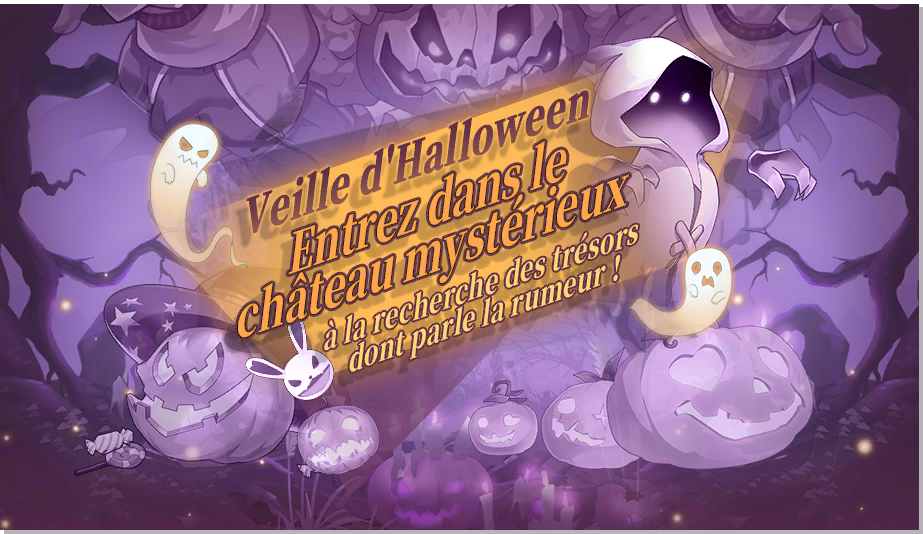 Veille d'Halloween
Entrez dans le
château mystérieux
à la recherche des trésors
dont parle la rumeur !